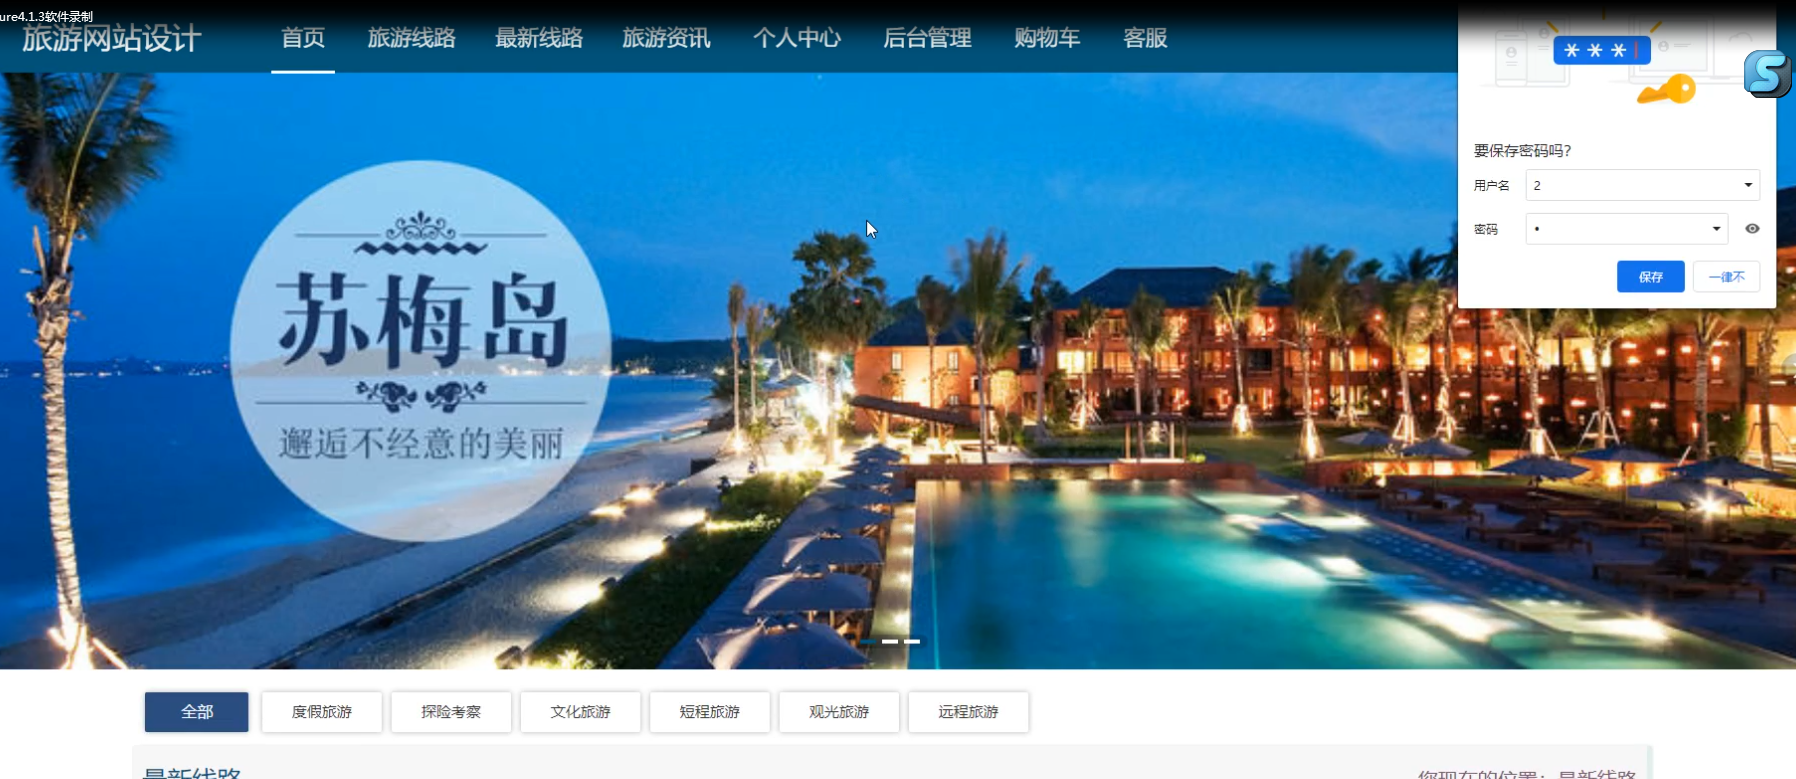 ure4.1.3软件录制
旅游网站设计 首页 旅游线路 最新线路 旅游资讯 个人中心 后台管理 购物车 客服
***
要保存密码吗?
用户名 2
密码 •
保存 一律不
苏梅岛
邂逅不经意的美丽
全部 度假旅游 探险考察 文化旅游 短程旅游 观光旅游 远程旅游
最新线路 您现在的位置：最新线路